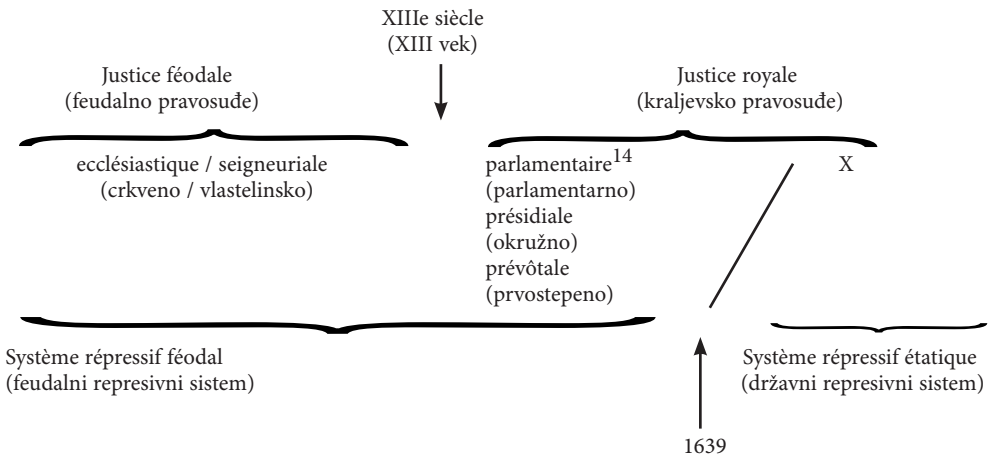 XIIIe siècle
(XIII vek)
Justice féodale
(feudalno pravosuđe)
Justice royale
(kraljevsko pravosuđe)
ecclésiastique / seigneuriale
(crkveno / vlastelinsko)
parlamentaire14
(parlamentarno)
présidiale
(okružno)
prévôtale
(prvostepeno)
X
Système répressif féodal
(feudalni represivni sistem)
Système répressif étatique
(državni represivni sistem)
1639